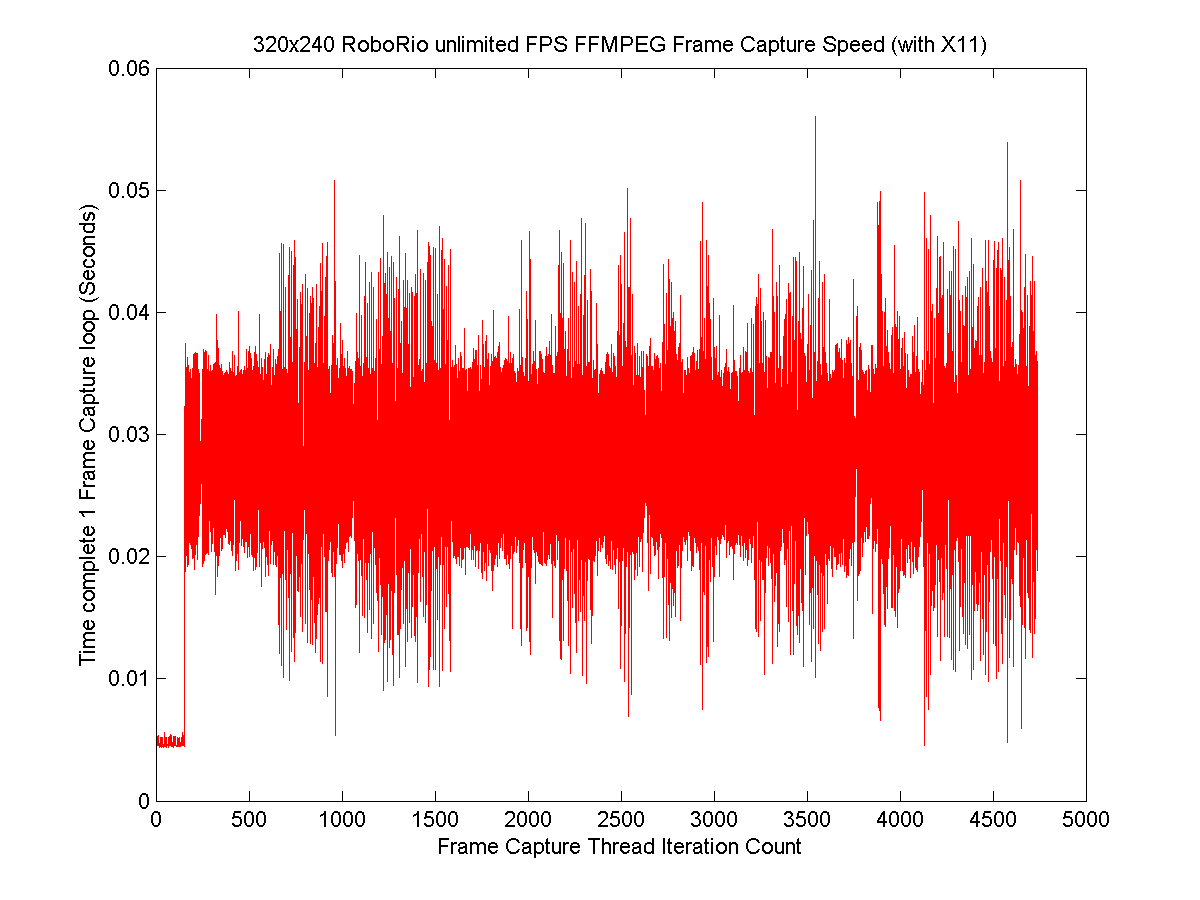 320x240 RoboRio unlimited FPS FFMPEG Frame Capture Speed (with X11)
0.06
0.05
0.04
0.03
0.02
0.01
0
Time complete 1 Frame Capture loop (Seconds)
0 500 1000 1500 2000 2500 3000 3500 4000 4500 5000
Frame Capture Thread Iteration Count